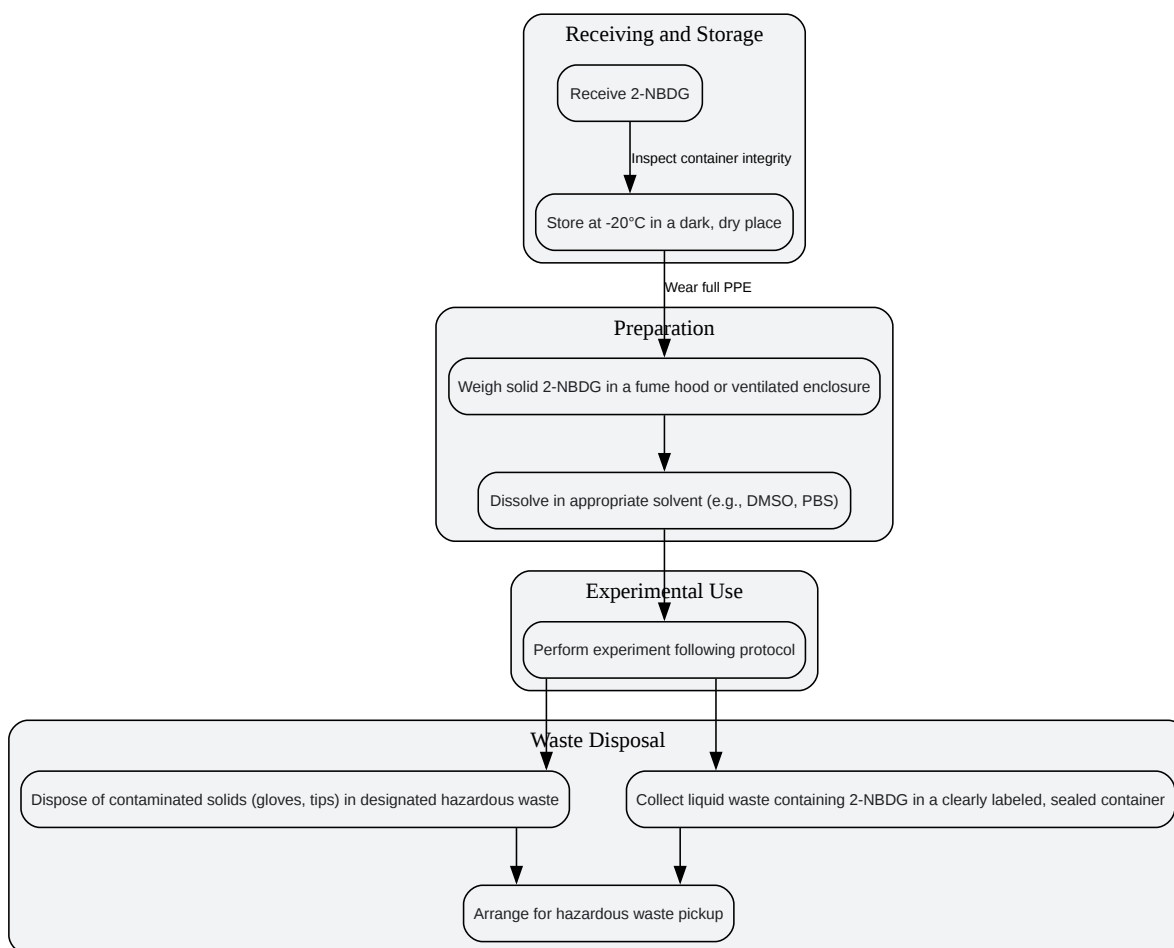 Receiving and Storage
Receive 2-NBDG
Inspect container integrity
Store at -20°C in a dark, dry place
Wear full PPE
Preparation
Weigh solid 2-NBDG in a fume hood or ventilated enclosure
Dissolve in appropriate solvent (e.g., DMSO, PBS)
Experimental Use
Perform experiment following protocol
Waste Disposal
Dispose of contaminated solids (gloves, tips) in designated hazardous waste
Collect liquid waste containing 2-NBDG in a clearly labeled, sealed container
Arrange for hazardous waste pickup